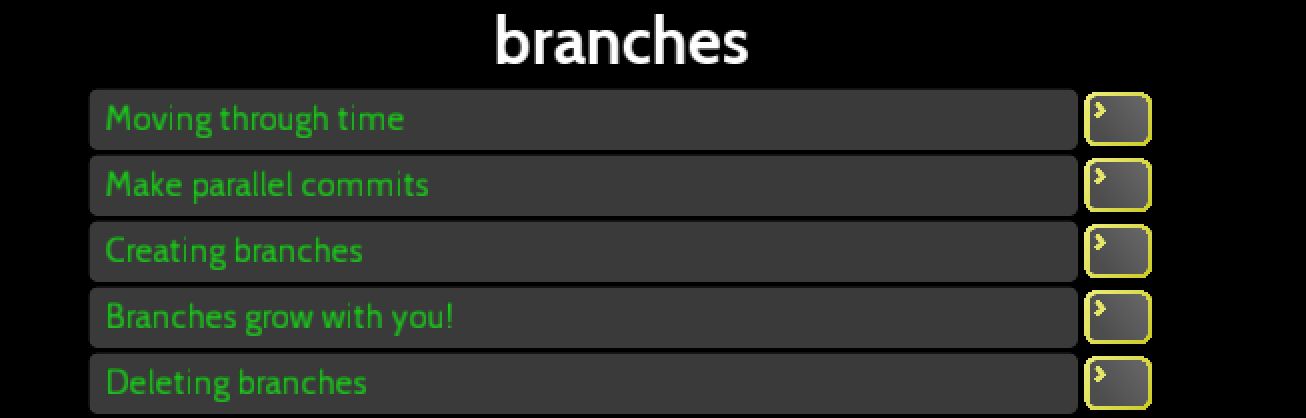 branches
Moving through time
Make parallel commits
Creating branches
Branches grow with you!
Deleting branches